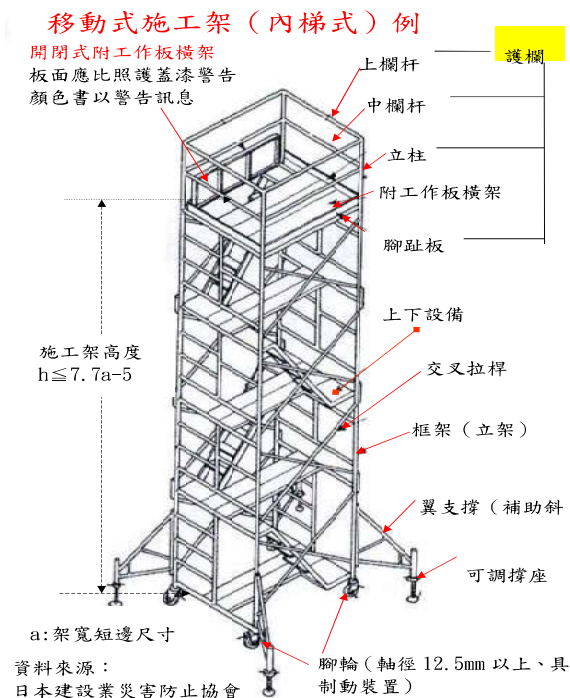 移動式施工架（內梯式）例
開閉式附工作板橫架
板面應比照護蓋漆警告
顏色書以警告訊息
上欄杆
護欄
中欄杆
立柱
附工作板橫架
腳趾板
上下設備
施工架高度
h≦7.7a-5
交叉拉桿
框架（立架）
翼支撐（補助斜
可調撐座
a:架寬短邊尺寸
資料來源：
日本建設業災害防止協會
腳輪（軸徑 12.5mm 以上、具
制動裝置）